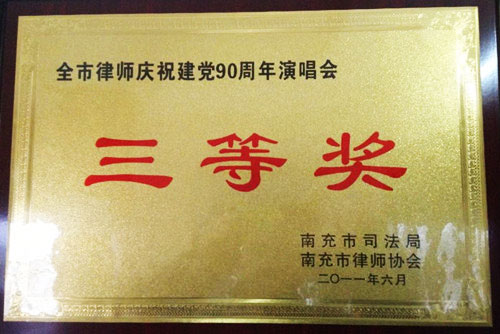 全市律师庆祝建党90周年演唱会
三等奖
南充市司法局
南充市律师协会
二〇一一年六月